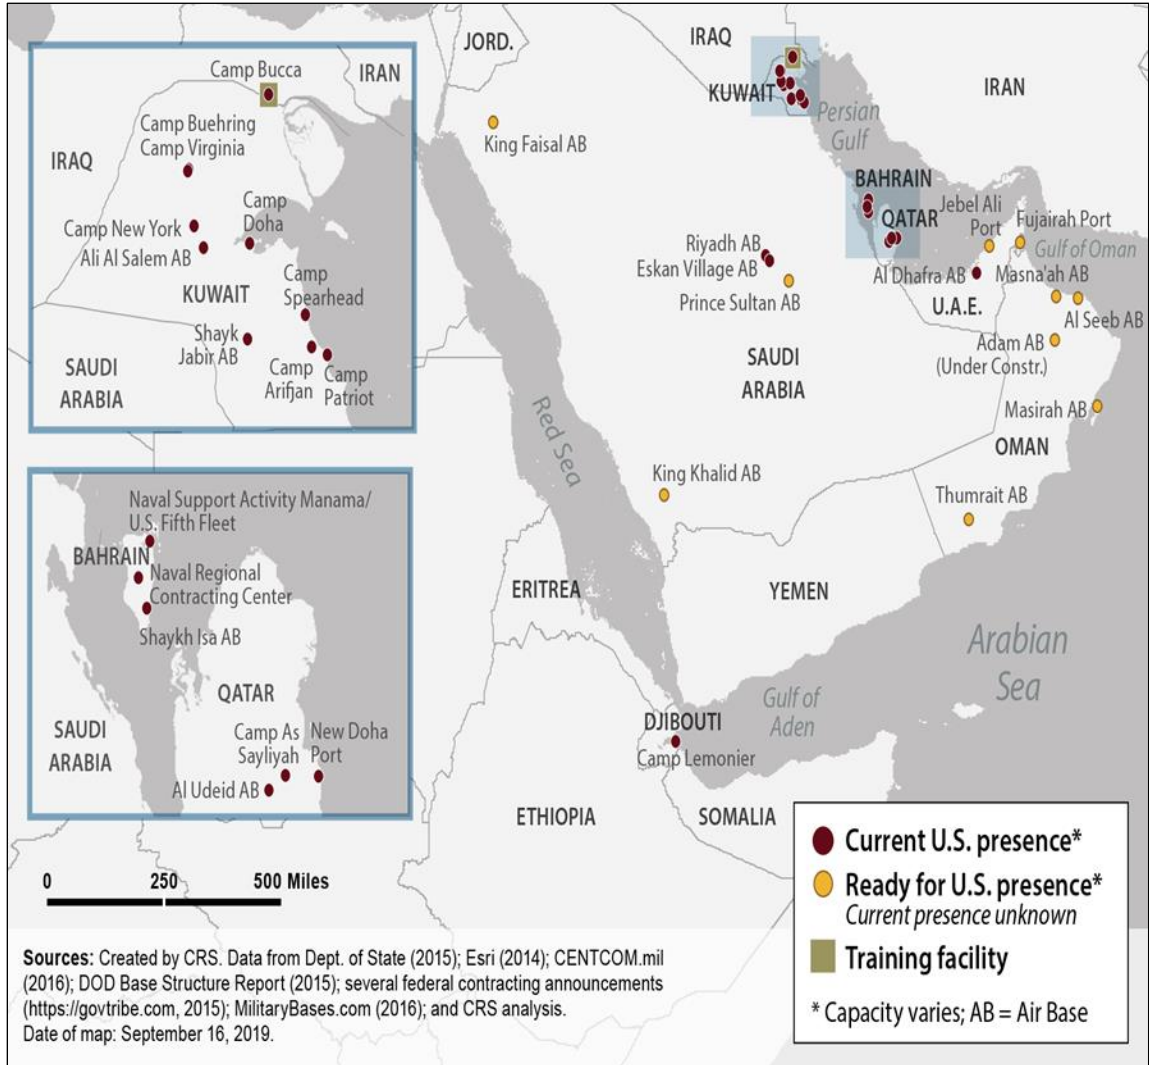 JORD.
IRAQ
IRAN
KUWAIT
Persian
Gulf
King Faisal AB
BAHRAIN
QATAR
Jebel Ali
Port
Fujairah Port
Gulf of Oman
Riyadh AB
Eskan Village AB
Prince Sultan AB
Al Dhafra AB
Masna'ah AB
U.A.E.
Al Seeb AB
Adam AB
(Under Constr.)
SAUDI
ARABIA
Masirah AB
OMAN
Red Sea
King Khalid AB
Thumrait AB
ERITREA
YEMEN
Arabian
Sea
Gulf of
Aden
DJIBOUTI
Camp Lemonier
ETHIOPIA
SOMALIA
Camp Bucca
IRAN
Camp Buehring
Camp Virginia
IRAQ
Camp
Doha
Camp New York
Ali Al Salem AB
KUWAIT
Camp
Spearhead
Shayk
Jabir AB
Camp
Arifjan
Camp
Patriot
SAUDI
ARABIA
Naval Support Activity Manama/
U.S. Fifth Fleet
BAHRAIN
Naval Regional
Contracting Center
Shaykh Isa AB
QATAR
SAUDI
ARABIA
Camp As
Sayliyah
New Doha
Port
Al Udeid AB
0 250 500 Miles
Sources: Created by CRS. Data from Dept. of State (2015); Esri (2014); CENTCOM.mil
(2016); DOD Base Structure Report (2015); several federal contracting announcements
(https://govtribe.com, 2015); MilitaryBases.com (2016); and CRS analysis.
Date of map: September 16, 2019.
Current U.S. presence*
Ready for U.S. presence*
Current presence unknown
Training facility
* Capacity varies; AB = Air Base